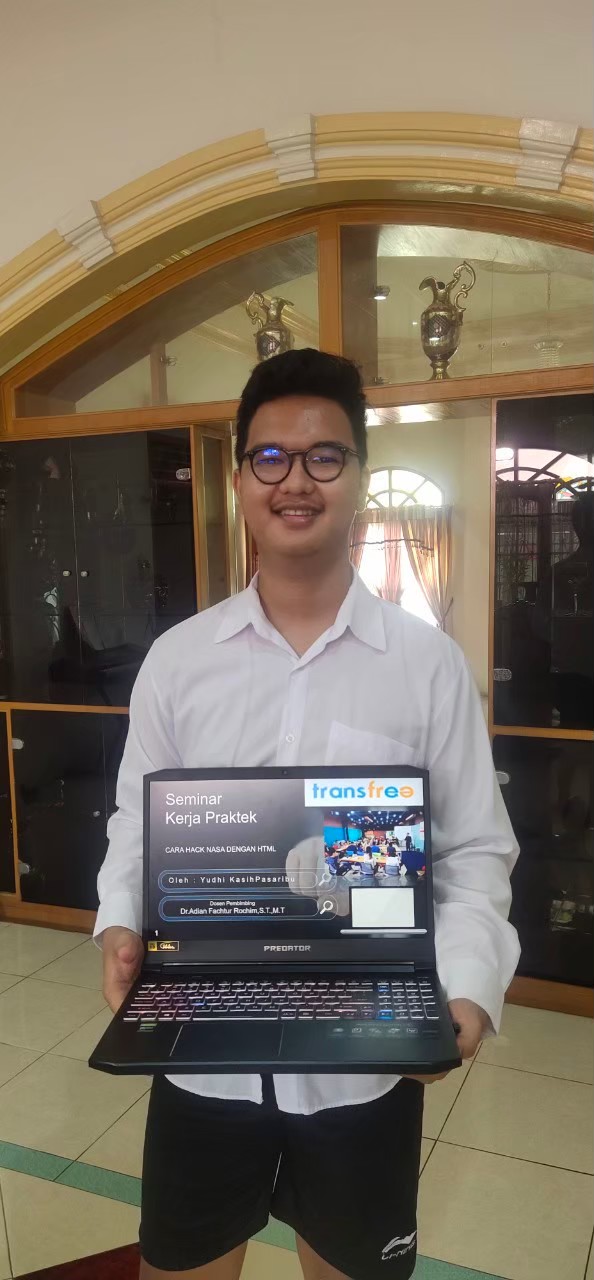 Seminar
Kerja Praktek
transfree
CARA HACK NASA DENGAN HTML
Oleh : Yudhi KasihPasaribu
Dosen Pembimbing
Dr.Adian Fachtur Rochim,S.T.,M.T
1
PREDATOR